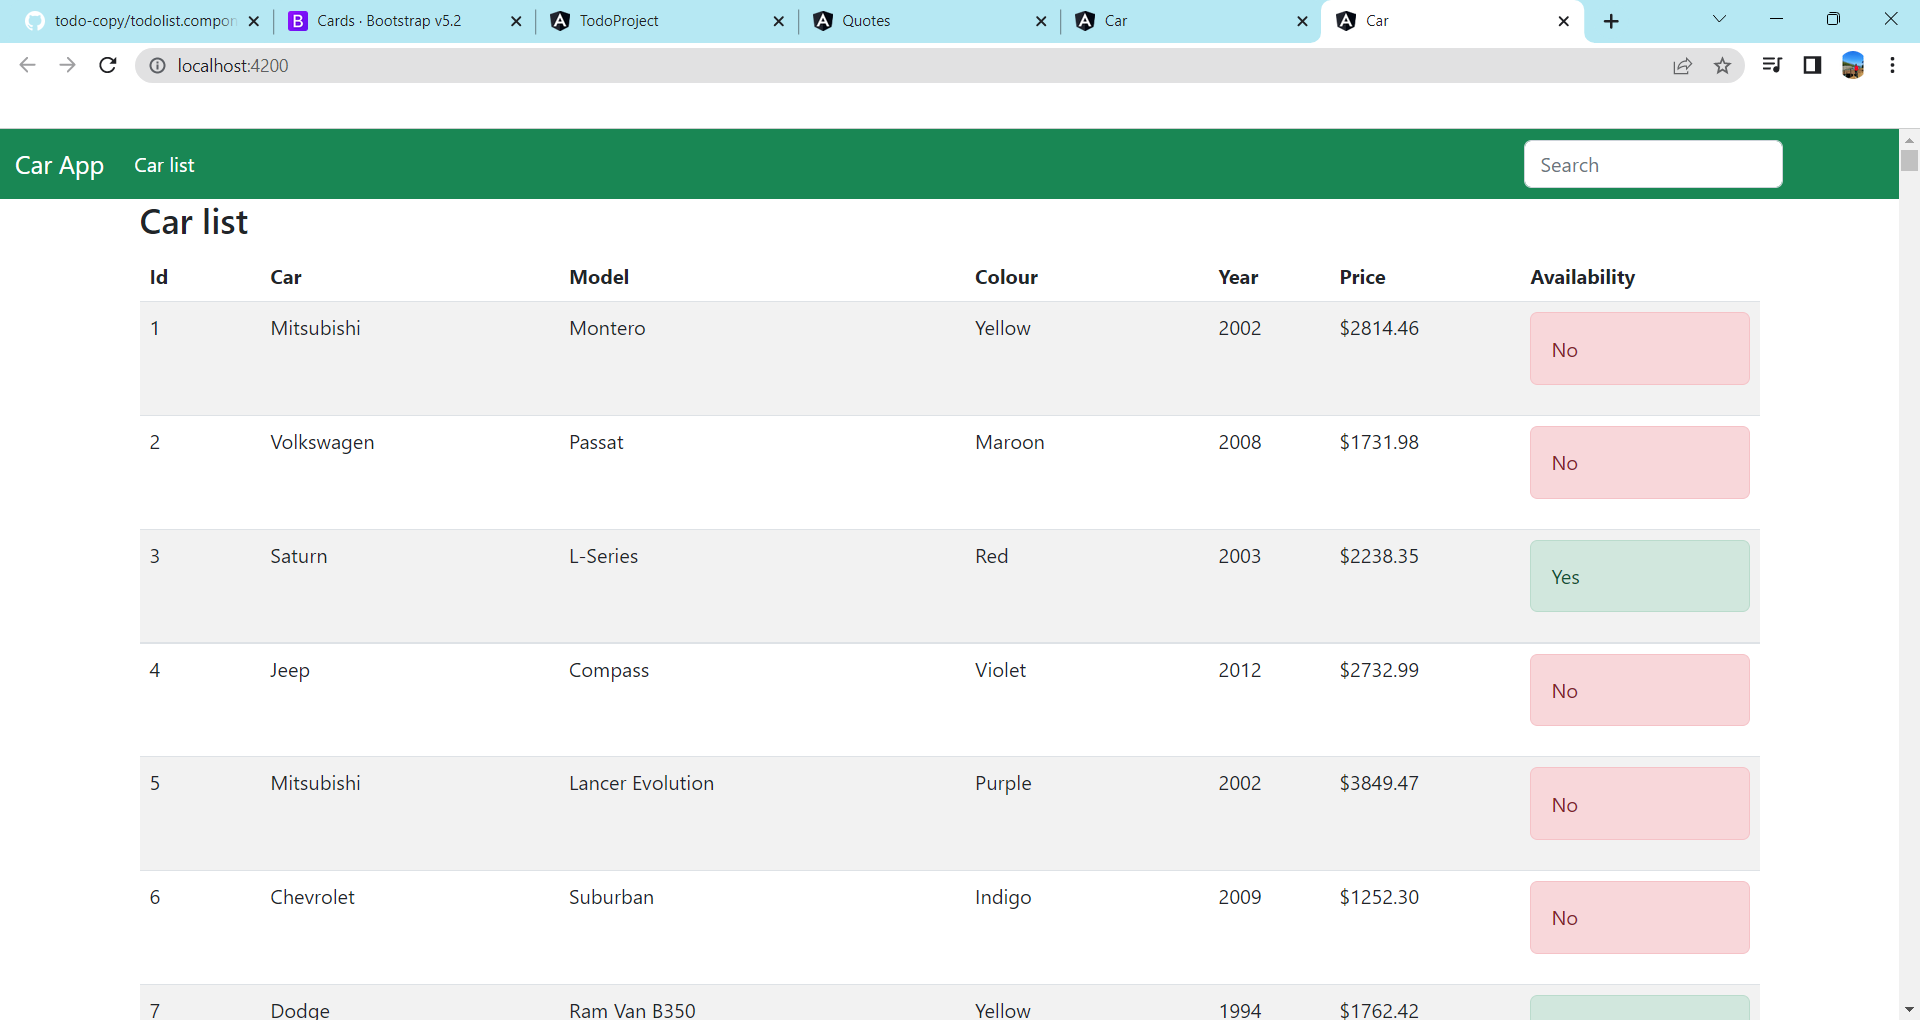 todo-copy/todolist.compon
Cards · Bootstrap v5.2
TodoProject
Quotes
Car
Car
localhost:4200
Car App Car list Search
Car list
Id Car Model Colour Year Price Availability
1 Mitsubishi Montero Yellow 2002 $2814.46 No
2 Volkswagen Passat Maroon 2008 $1731.98 No
3 Saturn L-Series Red 2003 $2238.35 Yes
4 Jeep Compass Violet 2012 $2732.99 No
5 Mitsubishi Lancer Evolution Purple 2002 $3849.47 No
6 Chevrolet Suburban Indigo 2009 $1252.30 No
7 Dodge Ram Van B350 Yellow 1994 $1762.42